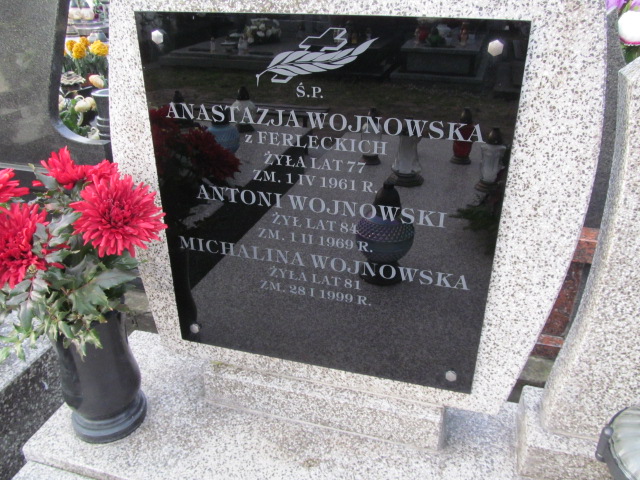 Ś.P.
ANASTAZJA WOJNOWSKA
z FERLECKICH
ŻYŁA LAT 77
ZM. 1 IV 1961 R.
ANTONI WOJNOWSKI
ŻYŁ LAT 84
ZM. 1 II 1969 R.
MICHALINA WOJNOWSKA
ŻYŁA LAT 81
ZM. 28 I 1999 R.